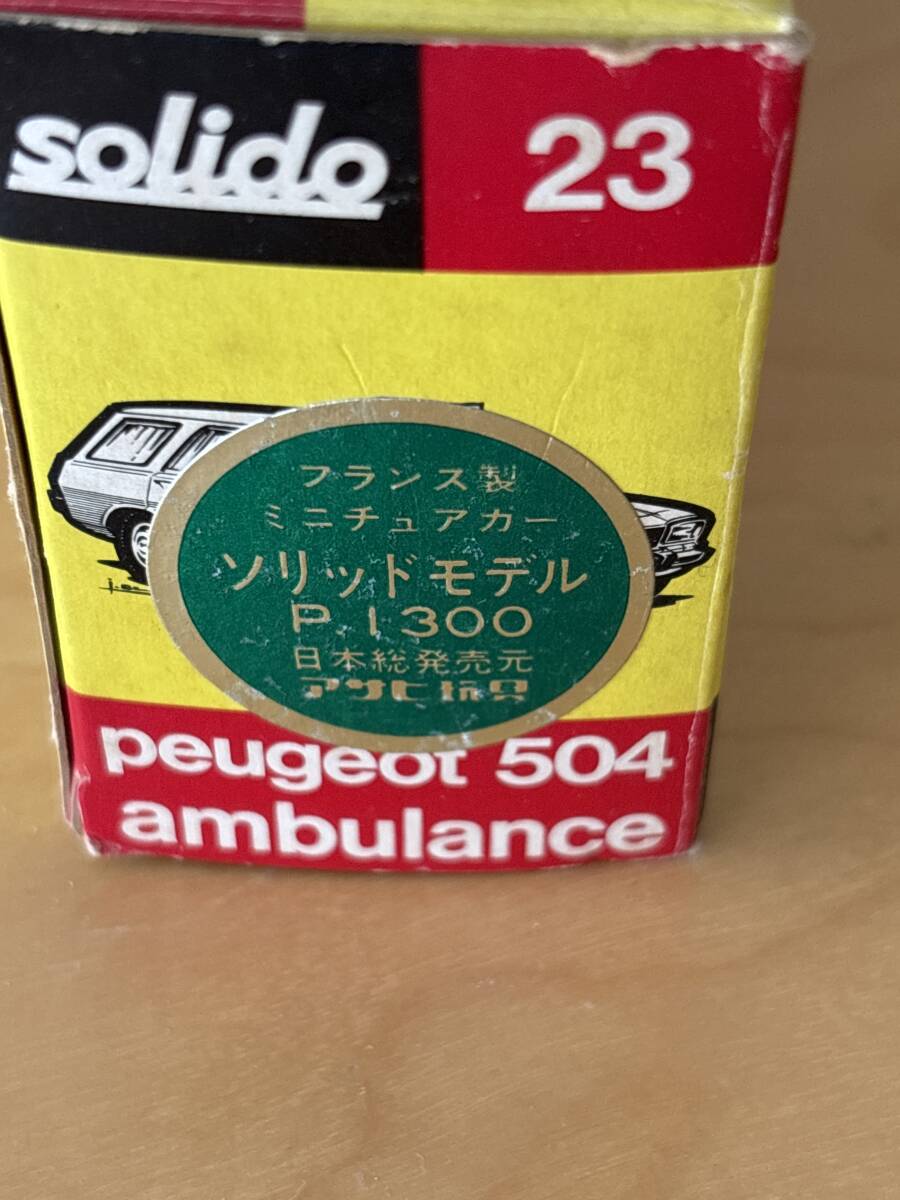 solido
23
フランス製
ミニチュアカー
ソリッドモデル
P 1300
日本総発売元
アサヒ玩具
peugeot 504
ambulance